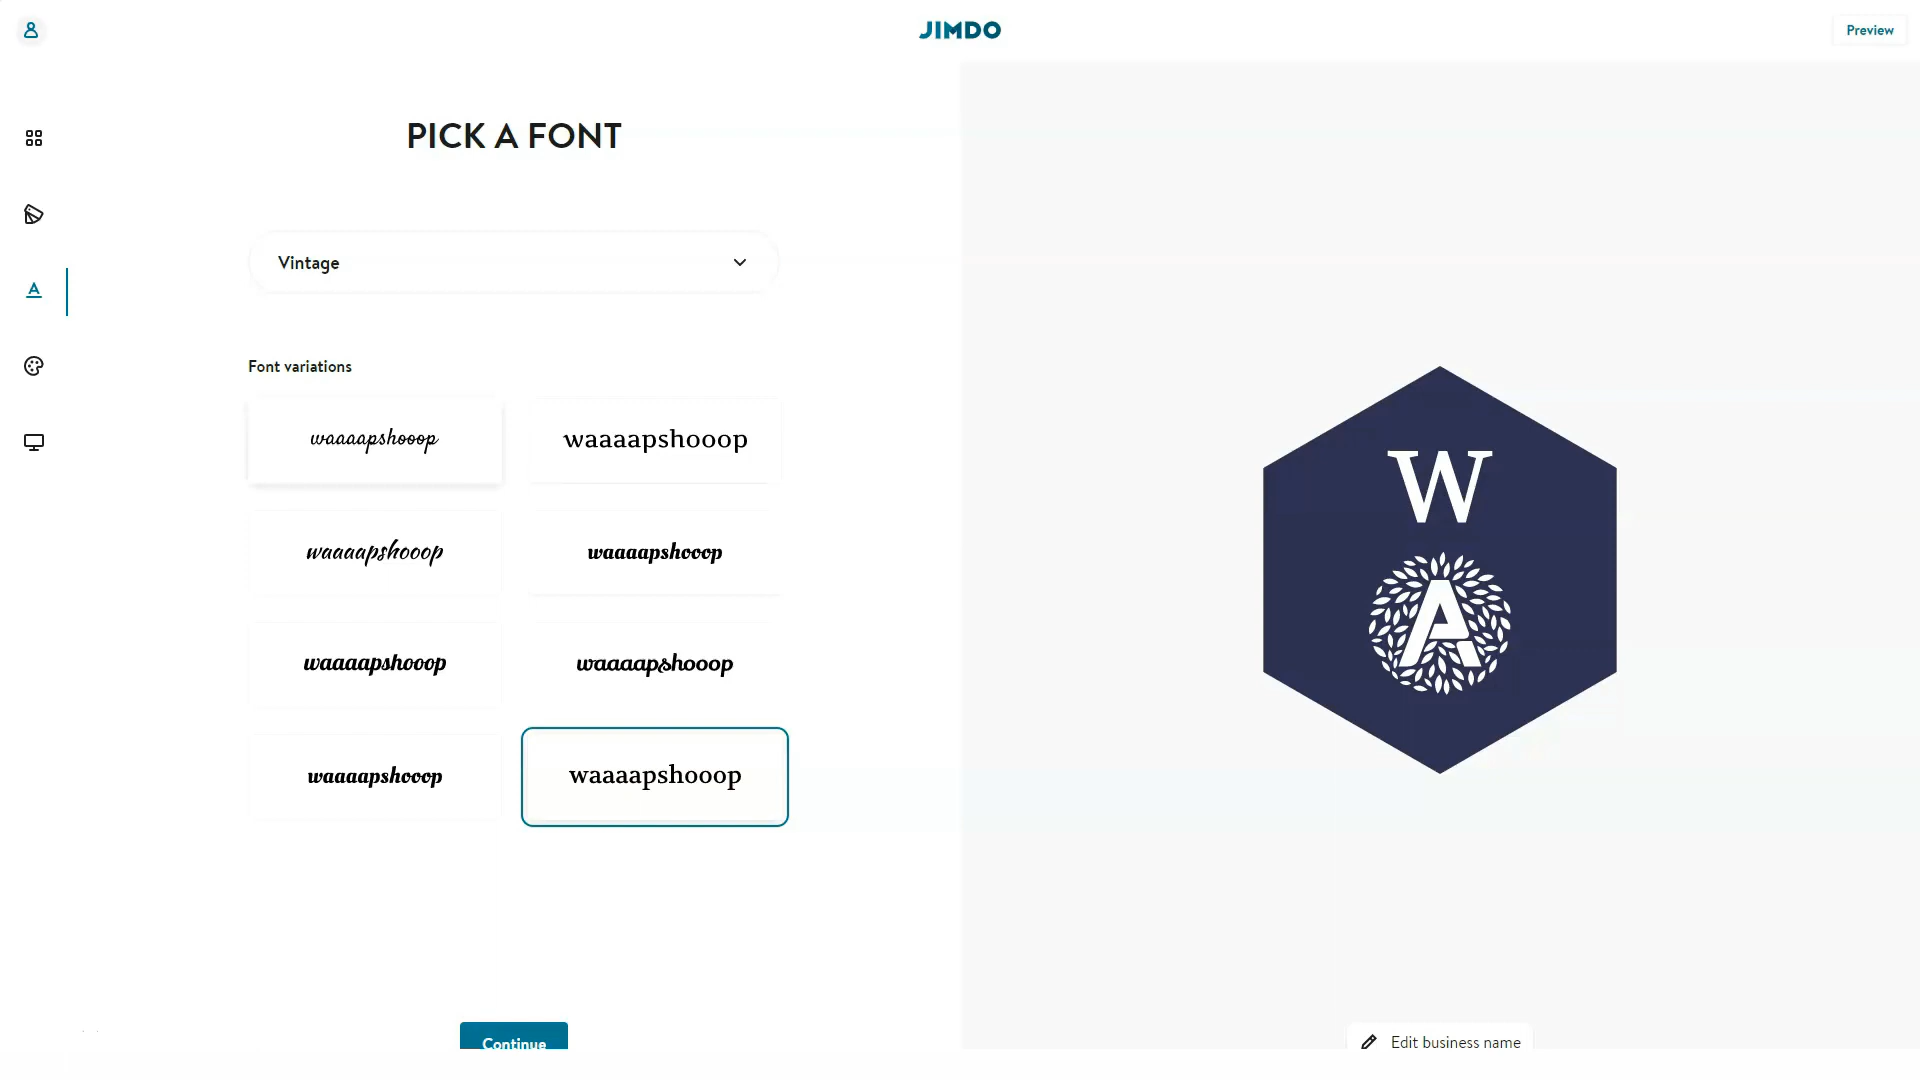 JIMDO
Preview
PICK A FONT
Vintage
Font variations
waaaapshooop
waaaapshooop
waaaapshooop
waaaapshooop
waaaapshooop
waaaapshooop
waaaapshooop
waaaapshooop
W
A
Continue
Edit business name